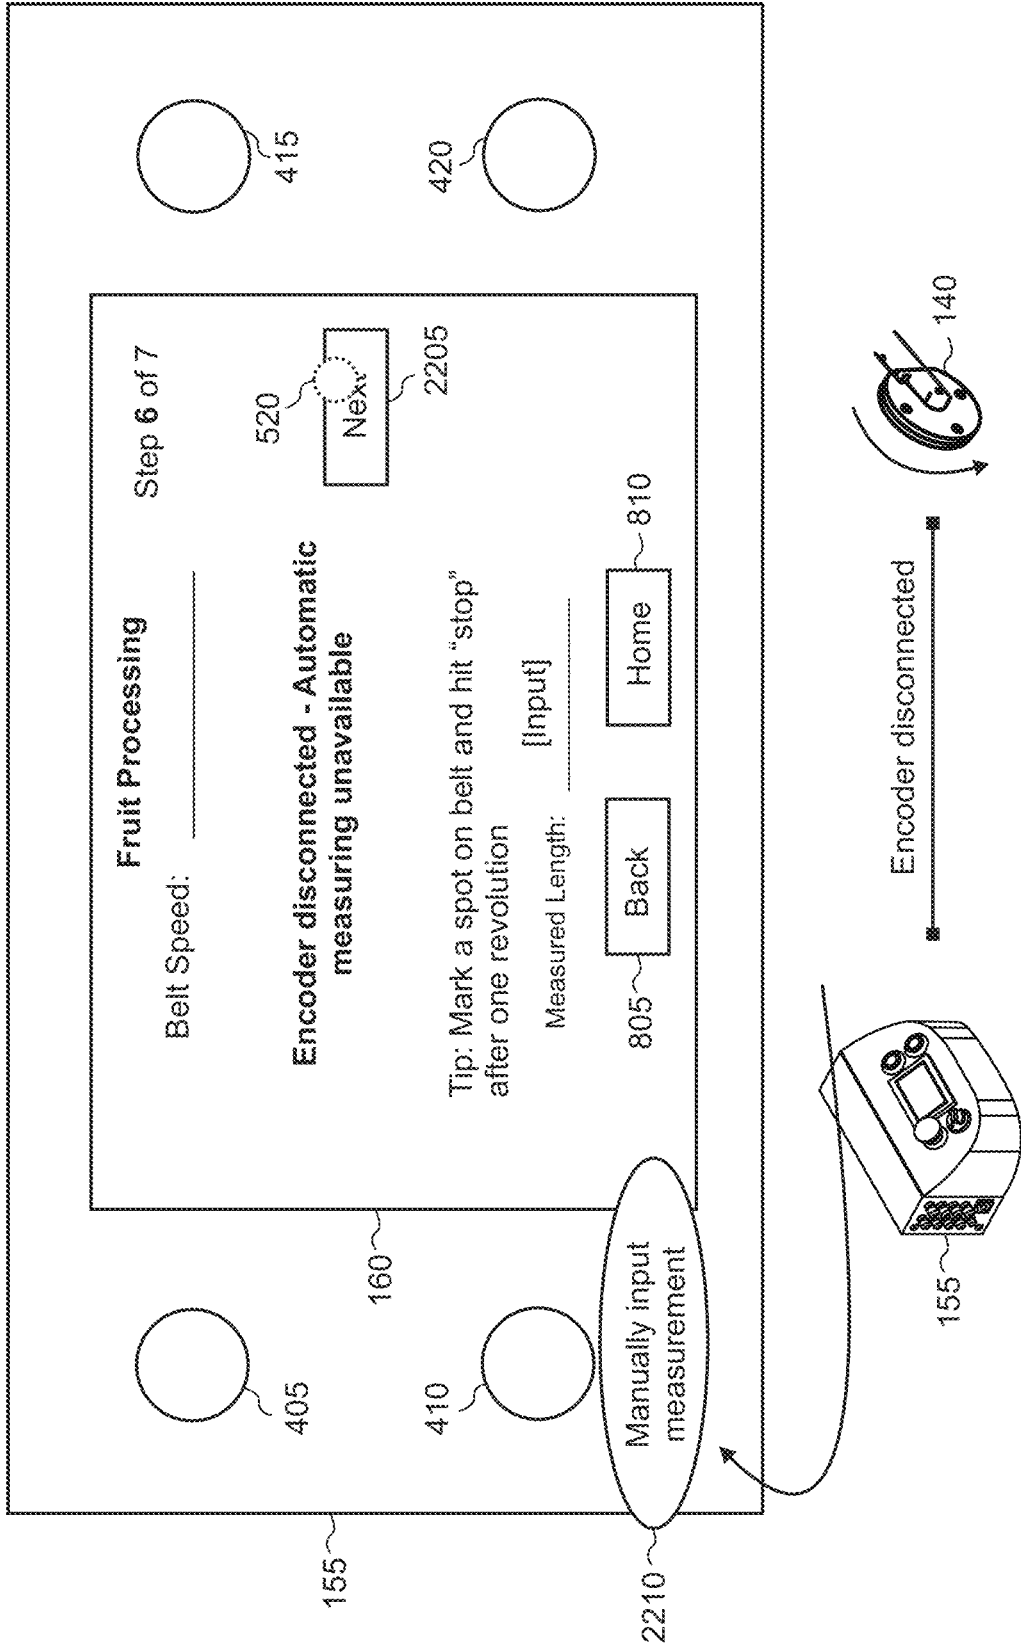 155
405
410
415
420
160
Fruit Processing
Step 6 of 7
Belt Speed:
520
Encoder disconnected - Automatic
measuring unavailable
Next
2205
Tip: Mark a spot on belt and hit “stop”
after one revolution
[Input]
Measured Length:
805
Back
Home
810
2210
Manually input
measurement
155
Encoder disconnected
140